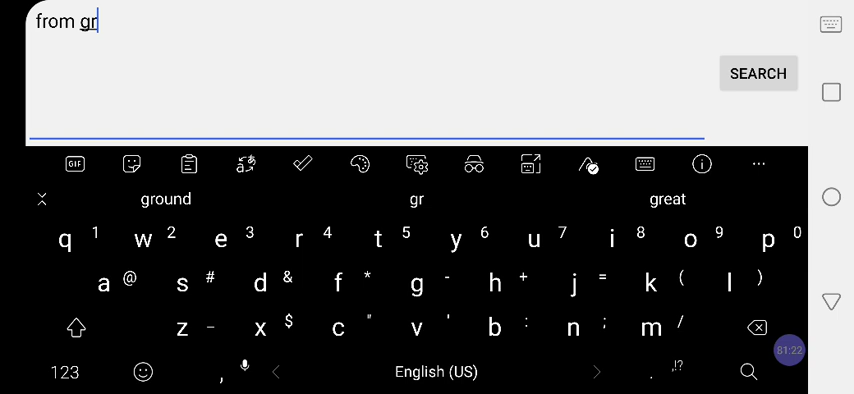 from gr
SEARCH
GIF
ground gr great
q 1 w 2 e 3 r 4 t 5 y 6 u 7 i 8 o 9 p 0
a @ s # d & f * g - h + j = k ( l )
z _ x $ c " v ' b : n ; m /
81:22
123 , < English (US) > . ,!?